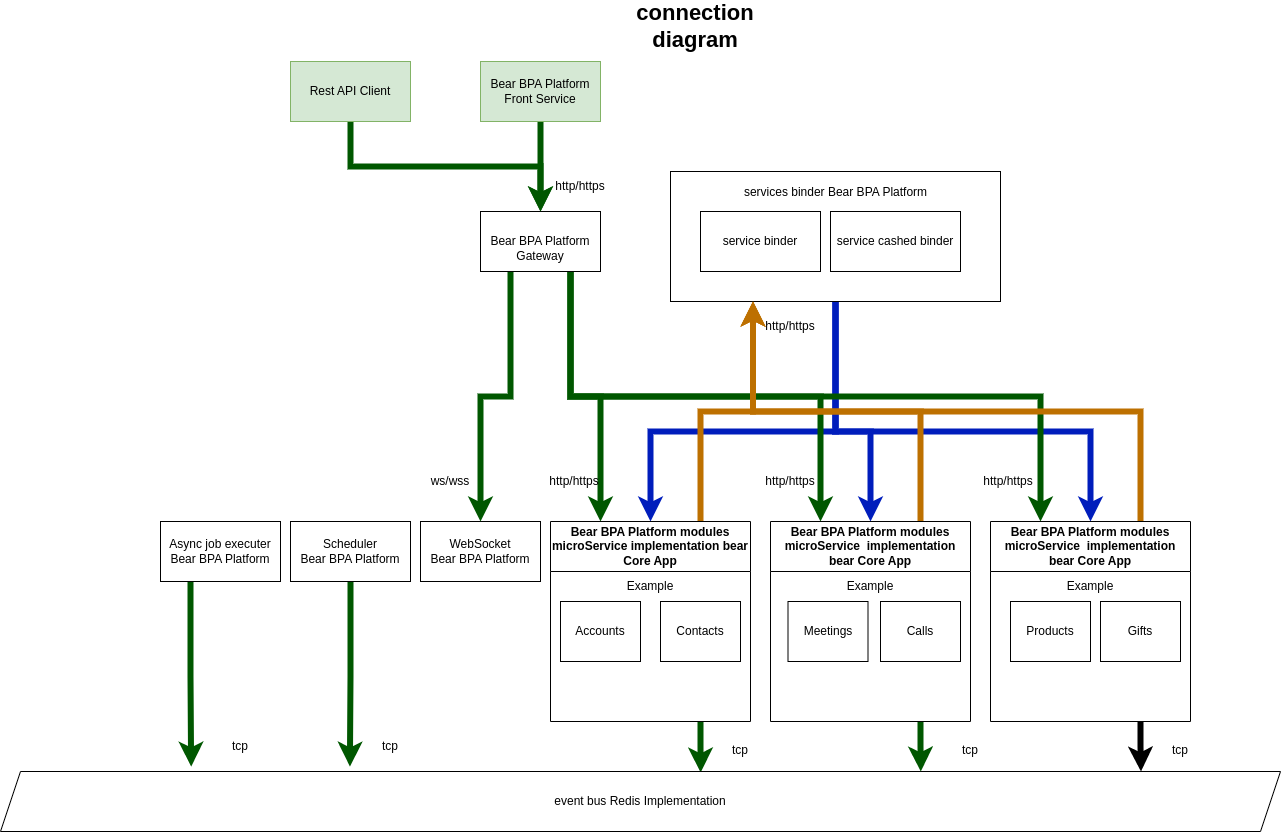 connection
diagram
Rest API Client
Bear BPA Platform
Front Service
http/https
services binder Bear BPA Platform
Bear BPA Platform
Gateway
service binder
service cashed binder
http/https
ws/wss
http/https
http/https
http/https
Async job executer
Bear BPA Platform
Scheduler
Bear BPA Platform
WebSocket
Bear BPA Platform
Bear BPA Platform modules
microService implementation bear
Core App
Bear BPA Platform modules
microService  implementation
bear Core App
Bear BPA Platform modules
microService  implementation
bear Core App
Example
Example
Example
Accounts
Contacts
Meetings
Calls
Products
Gifts
tcp
tcp
tcp
tcp
tcp
event bus Redis Implementation